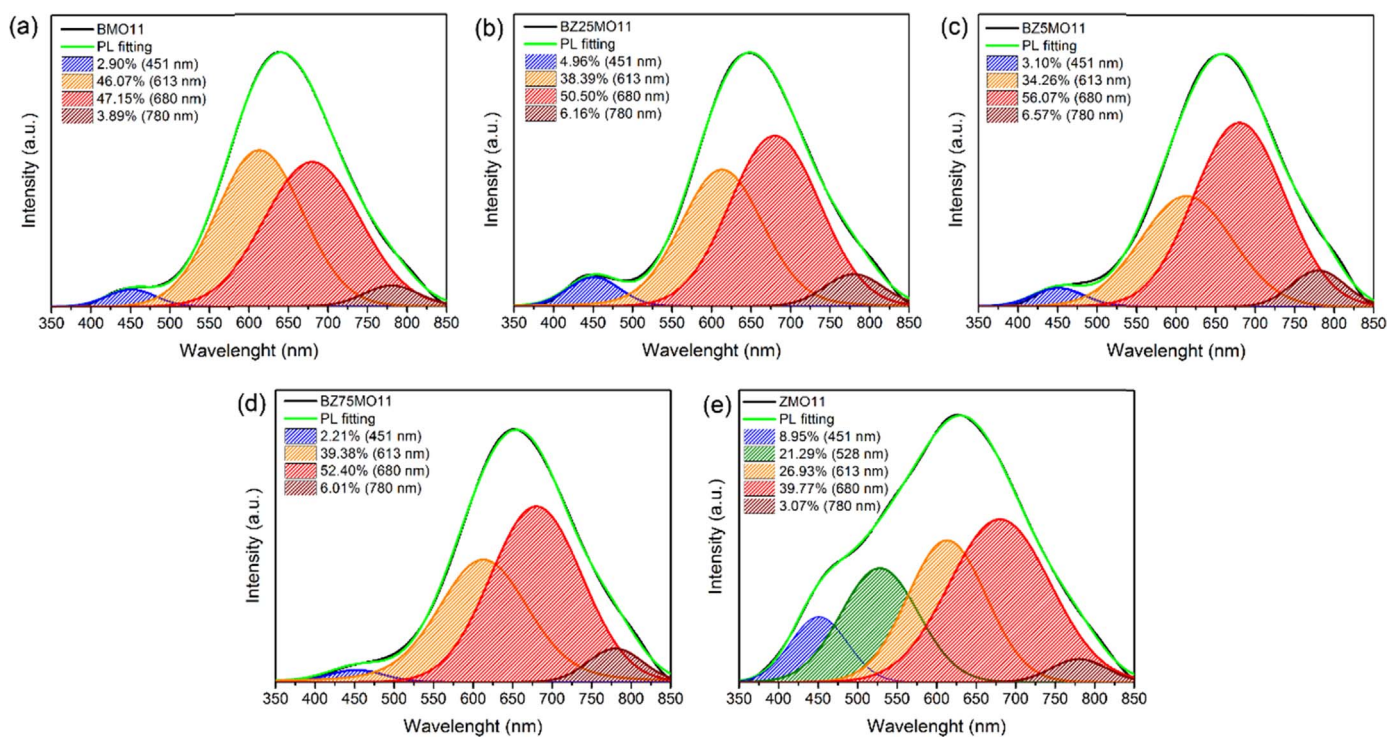 (a)
BMO11
PL fitting
2.90% (451 nm)
46.07% (613 nm)
47.15% (680 nm)
3.89% (780 nm)
Intensity (a.u.)
350 400 450 500 550 600 650 700 750 800 850
Wavelenght (nm)
(b)
BZ25MO11
PL fitting
4.96% (451 nm)
38.39% (613 nm)
50.50% (680 nm)
6.16% (780 nm)
Intensity (a.u.)
350 400 450 500 550 600 650 700 750 800 850
Wavelenght (nm)
(c)
BZ5MO11
PL fitting
3.10% (451 nm)
34.26% (613 nm)
56.07% (680 nm)
6.57% (780 nm)
Intensity (a.u.)
350 400 450 500 550 600 650 700 750 800 850
Wavelenght (nm)
(d)
BZ75MO11
PL fitting
2.21% (451 nm)
39.38% (613 nm)
52.40% (680 nm)
6.01% (780 nm)
Intensity (a.u.)
350 400 450 500 550 600 650 700 750 800 850
Wavelenght (nm)
(e)
ZMO11
PL fitting
8.95% (451 nm)
21.29% (528 nm)
26.93% (613 nm)
39.77% (680 nm)
3.07% (780 nm)
Intensity (a.u.)
350 400 450 500 550 600 650 700 750 800 850
Wavelenght (nm)